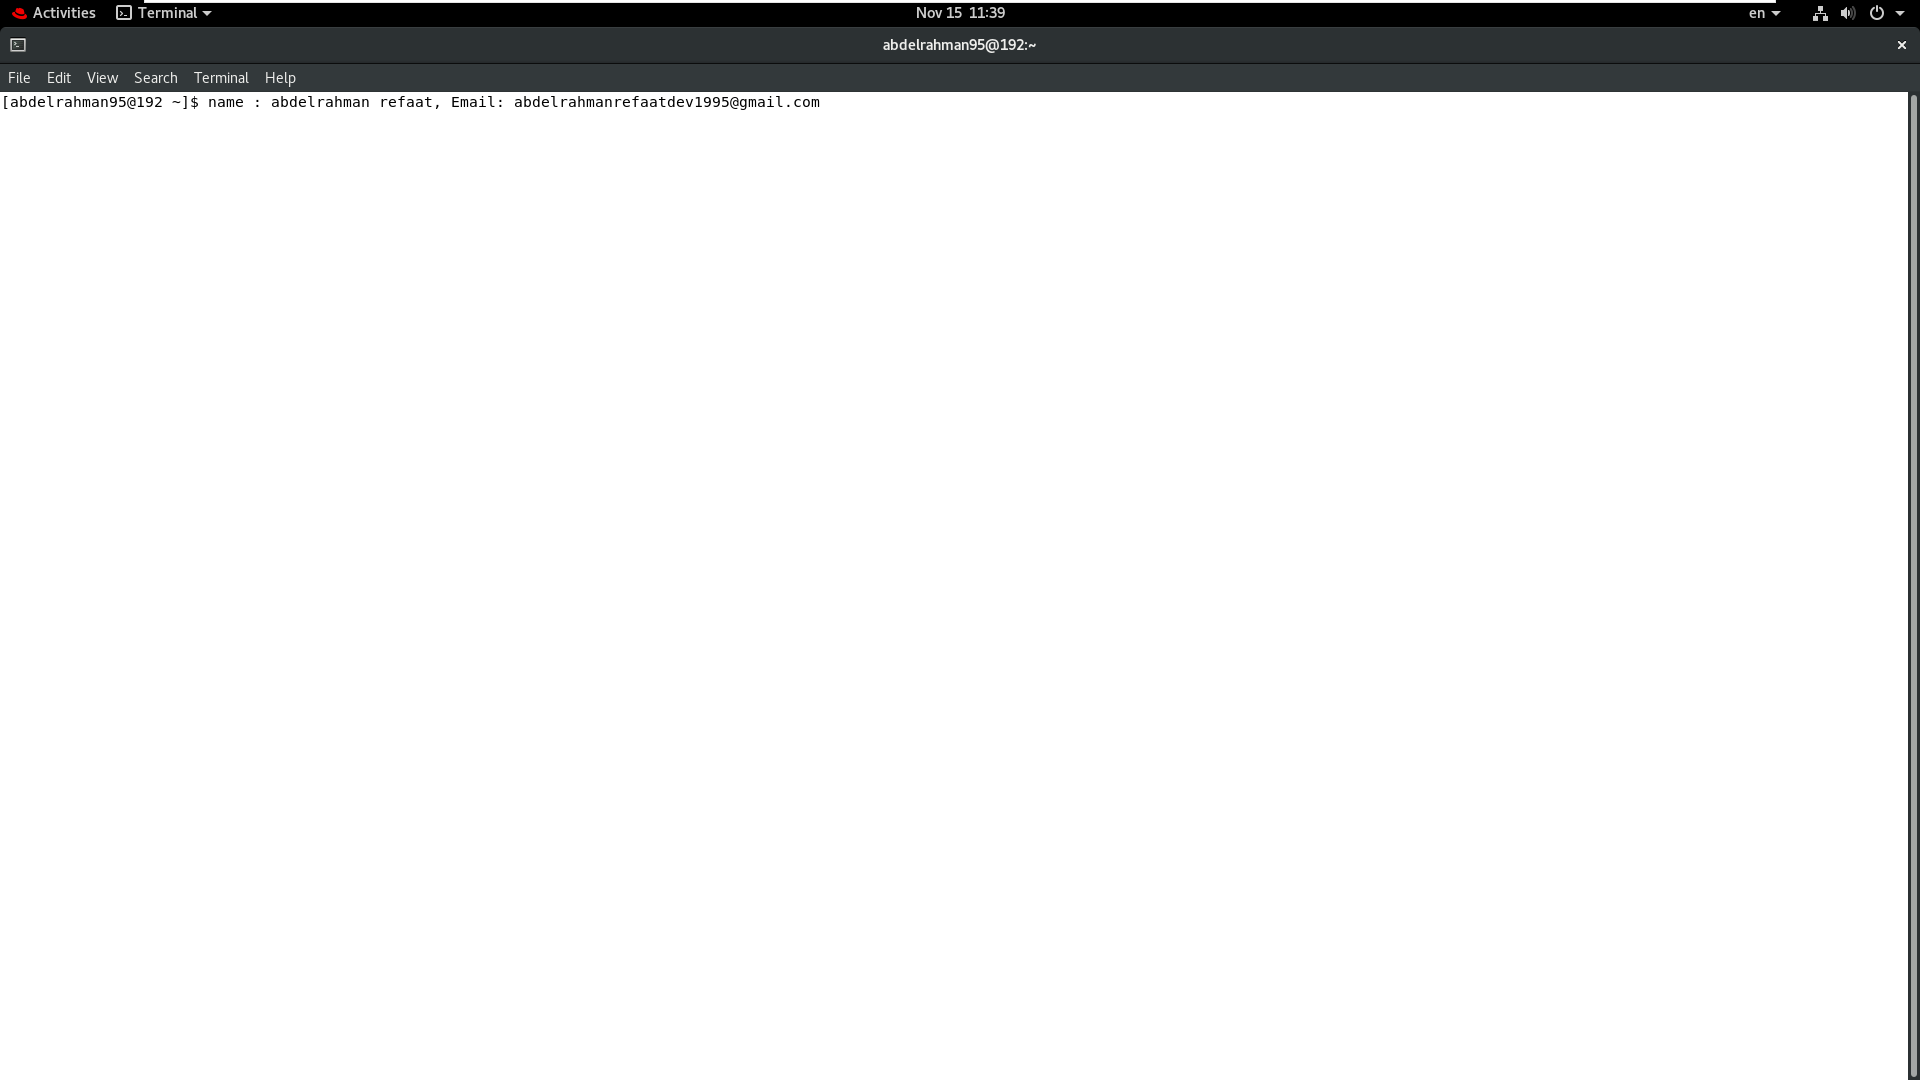 Activities Terminal Nov 15 11:39 en
abdelrahman95@192:~
File Edit View Search Terminal Help
[abdelrahman95@192 ~]$ name : abdelrahman refaat, Email: abdelrahmanrefaatdev1995@gmail.com